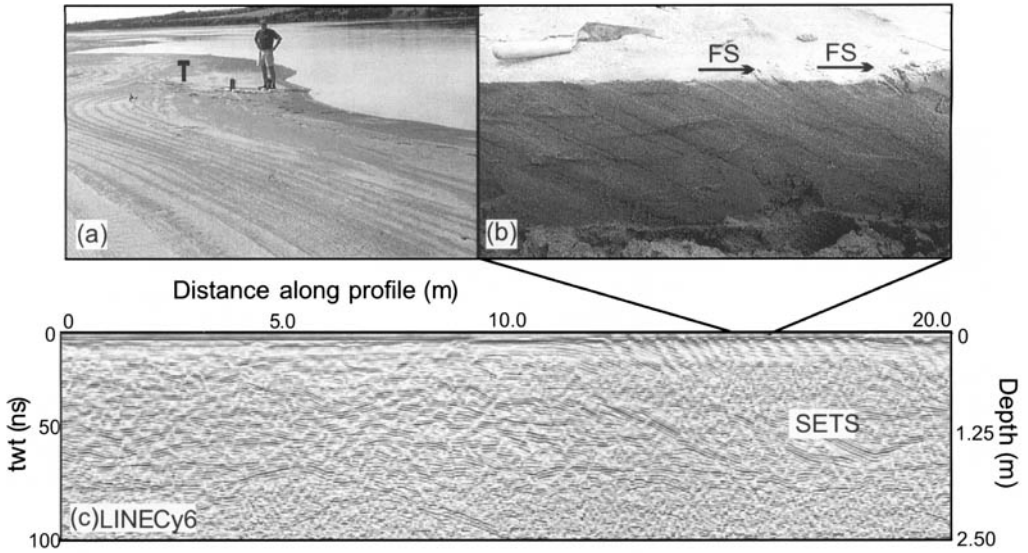 T
FS FS
(a) (b)
Distance along profile (m)
0 5.0 10.0 20.0
0 0
twt (ns) 50 SETS 1.25 Depth (m)
(c)LINECy6
100 2.50